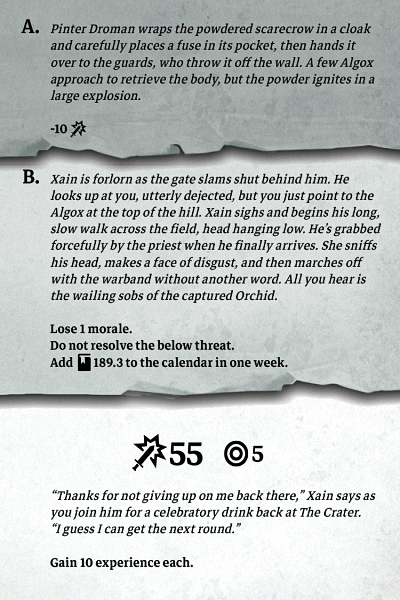 A. Pinter Droman wraps the powdered scarecrow in a cloak
and carefully places a fuse in its pocket, then hands it
over to the guards, who throw it off the wall. A few Algox
approach to retrieve the body, but the powder ignites in a
large explosion.
-10
B. Xain is forlorn as the gate slams shut behind him. He
looks up at you, utterly dejected, but you just point to the
Algox at the top of the hill. Xain sighs and begins his long,
slow walk across the field, head hanging low. He's grabbed
forcefully by the priest when he finally arrives. She sniffs
his head, makes a face of disgust, and then marches off
with the warband without another word. All you hear is
the wailing sobs of the captured Orchid.
Lose 1 morale.
Do not resolve the below threat.
Add 189.3 to the calendar in one week.
55 5
“Thanks for not giving up on me back there,” Xain says as
you join him for a celebratory drink back at The Crater.
“I guess I can get the next round.”
Gain 10 experience each.